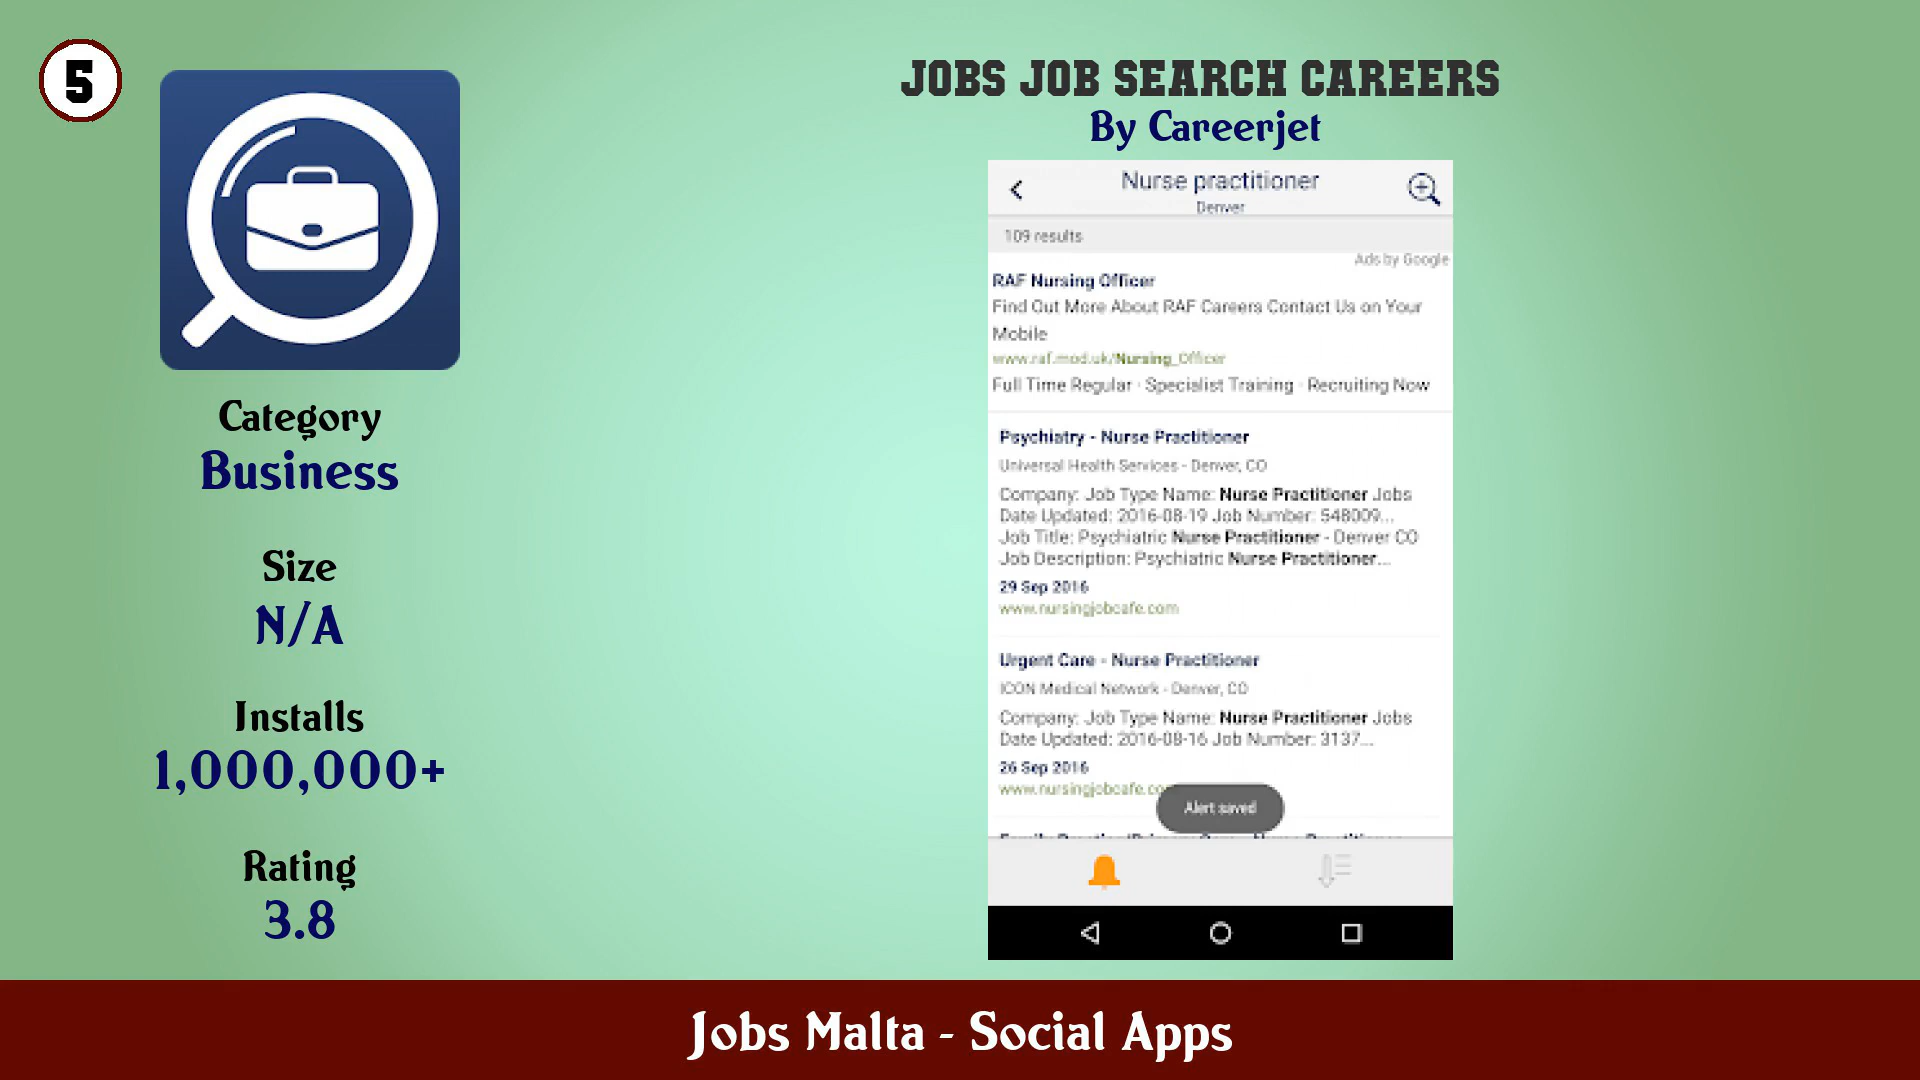 5
JOBS JOB SEARCH CAREERS
By Careerjet
Category
Business
Size
N/A
Installs
1,000,000+
Rating
3.8
Nurse practitioner
Denver
109 results
Ads by Google
RAF Nursing Officer
Find Out More About RAF Careers Contact Us on Your
Mobile
www.raf.mod.uk/Nursing_Officer
Full Time Regular · Specialist Training · Recruiting Now
Psychiatry - Nurse Practitioner
Universal Health Services - Denver, CO
Company: Job Type Name: Nurse Practitioner Jobs
Date Updated: 2016-08-19 Job Number: 548009...
Job Title: Psychiatric Nurse Practitioner - Denver CO
Job Description: Psychiatric Nurse Practitioner...
29 Sep 2016
www.nursingjobcafe.com
Urgent Care - Nurse Practitioner
ICON Medical Network - Denver, CO
Company: Job Type Name: Nurse Practitioner Jobs
Date Updated: 2016-08-16 Job Number: 3137...
26 Sep 2016
www.nursingjobcafe.co
Alert saved
Jobs Malta - Social Apps